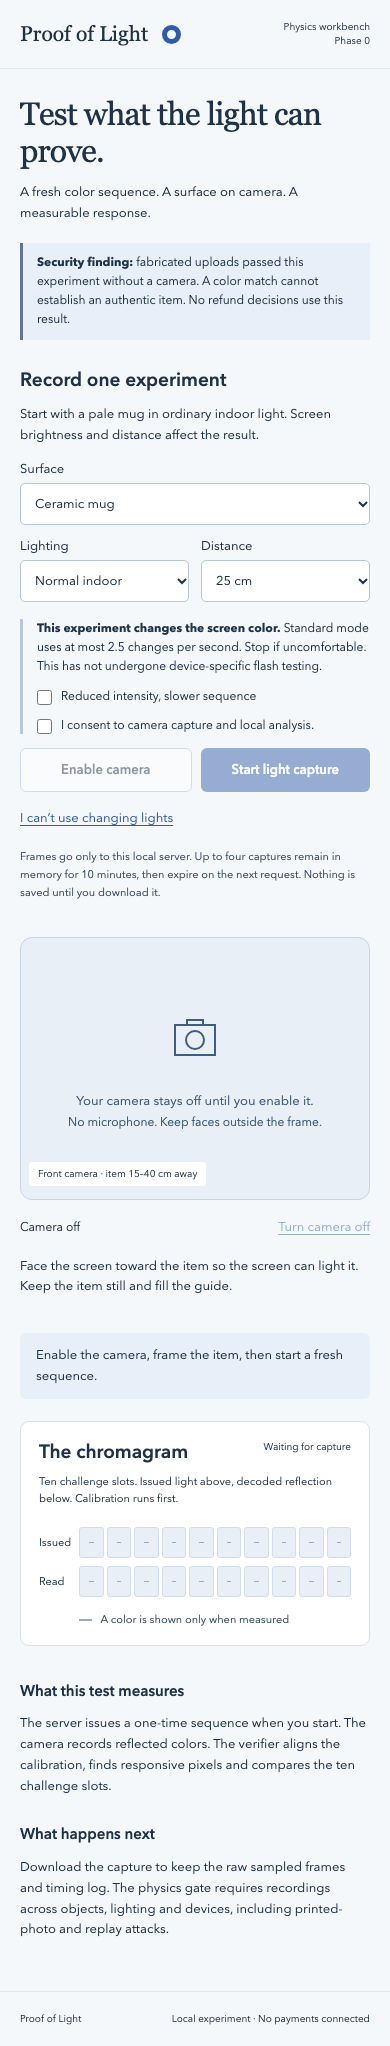 Proof of Light
Physics workbench
Phase 0
Test what the light can
prove.
A fresh color sequence. A surface on camera. A
measurable response.
Security finding: fabricated uploads passed this
experiment without a camera. A color match cannot
establish an authentic item. No refund decisions use this
result.
Record one experiment
Start with a pale mug in ordinary indoor light. Screen
brightness and distance affect the result.
Surface
Ceramic mug
Lighting
Distance
Normal indoor
25 cm
This experiment changes the screen color. Standard mode
uses at most 2.5 changes per second. Stop if uncomfortable.
This has not undergone device-specific flash testing.
Reduced intensity, slower sequence
I consent to camera capture and local analysis.
Enable camera
Start light capture
I can't use changing lights
Frames go only to this local server. Up to four captures remain in
memory for 10 minutes, then expire on the next request. Nothing is
saved until you download it.
Your camera stays off until you enable it.
No microphone. Keep faces outside the frame.
Front camera · item 15–40 cm away
Camera off
Turn camera off
Face the screen toward the item so the screen can light it.
Keep the item still and fill the guide.
Enable the camera, frame the item, then start a fresh
sequence.
The chromagram
Waiting for capture
Ten challenge slots. Issued light above, decoded reflection
below. Calibration runs first.
Issued – – – – – – – – – –
Read – – – – – – – – – –
— A color is shown only when measured
What this test measures
The server issues a one-time sequence when you start. The
camera records reflected colors. The verifier aligns the
calibration, finds responsive pixels and compares the ten
challenge slots.
What happens next
Download the capture to keep the raw sampled frames
and timing log. The physics gate requires recordings
across objects, lighting and devices, including printed-
photo and replay attacks.
Proof of Light
Local experiment · No payments connected